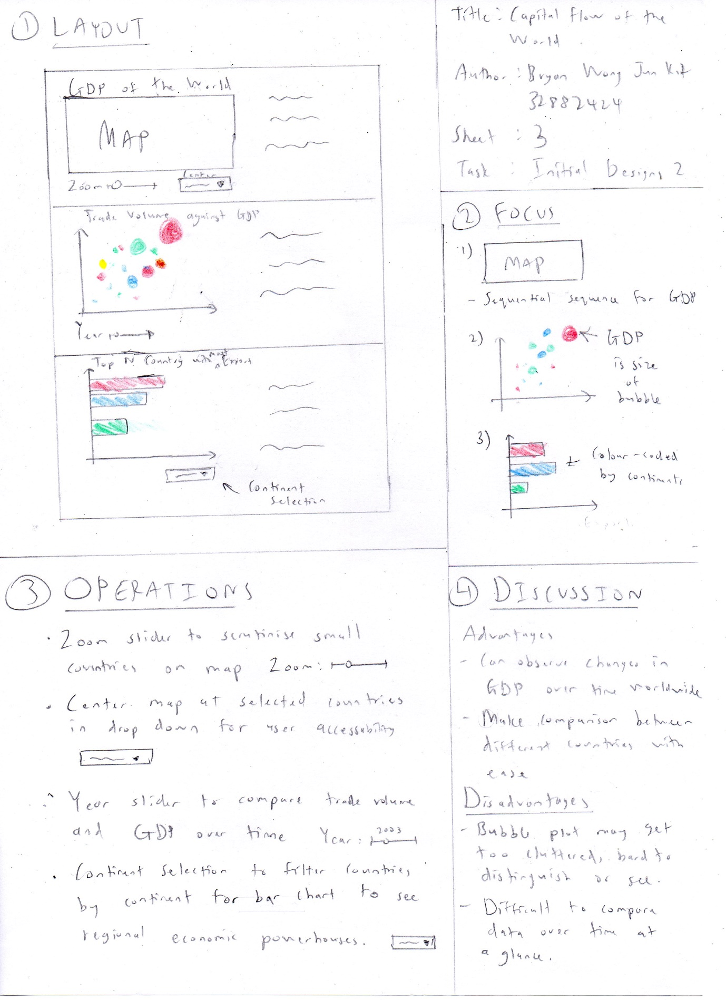 ① LAYOUT
GDP of the World
MAP
Zoom
Center
Trade Volume against GDP
Year
Top N Country with most Export
Continent
Selection
Title : Capital Flow of the
World
Author : Bryan Wong Jun Kit
32882424
Sheet : 3
Task : Initial Designs 2
② FOCUS
1)
MAP
- Sequential sequence for GDP
2)
GDP
is size
of
bubble
3)
Colour-coded
by continents
③ OPERATIONS
• Zoom slider to scrutinise small
countries on map Zoom:
• Center map at selected countries
in drop down for user accessability
• Year slider to compare trade volume
and GDP over time Year: 2003
• Continent selection to filter countries
by continent for bar chart to see
regional economic powerhouses.
④ DISCUSSION
Advantages
- Can observe changes in
GDP over time worldwide
- Make comparison between
different countries with
ease
Disadvantages
- Bubble plot may get
too cluttered, hard to
distinguish or see.
- Difficult to compare
data over time at
a glance.